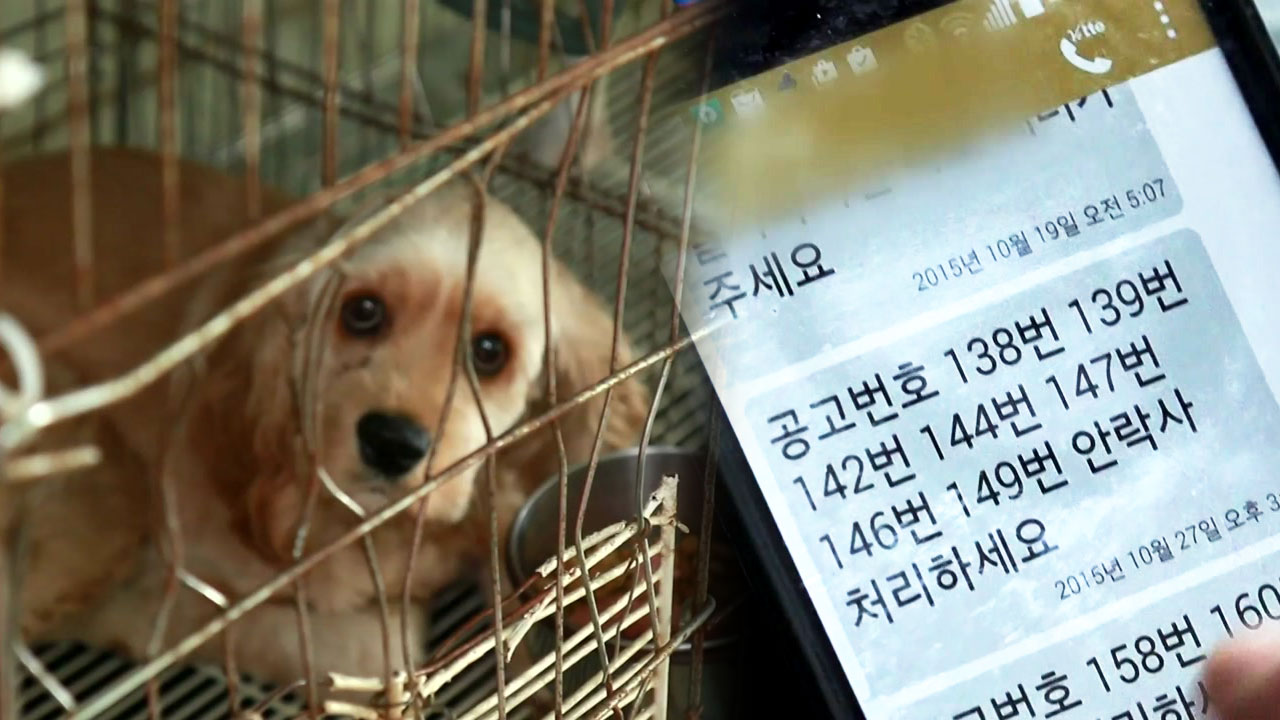 주세요
2015년 10월 19일 오전 5:07
공고번호 138번 139번
142번 144번 147번
146번 149번 안락사
처리하세요
2015년 10월 27일 오후 3
158번 160